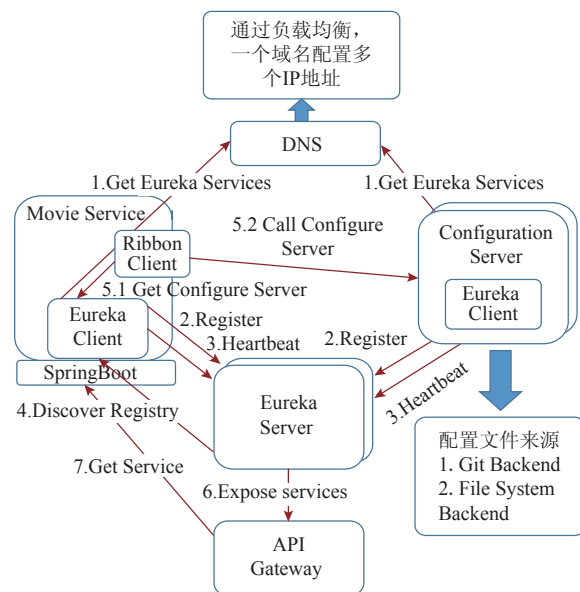 通过负载均衡，
一个域名配置多
个IP地址
DNS
1.Get Eureka Services
1.Get Eureka Services
Movie Service
Ribbon
Client
5.2 Call Configure
Server
Configuration
Server
Eureka
Client
5.1 Get Configure Server
Eureka
Client
2.Register
3.Heartbeat
2.Register
3.Heartbeat
SpringBoot
4.Discover Registry
Eureka
Server
7.Get Service
6.Expose services
配置文件来源
1. Git Backend
2. File System
Backend
API
Gateway